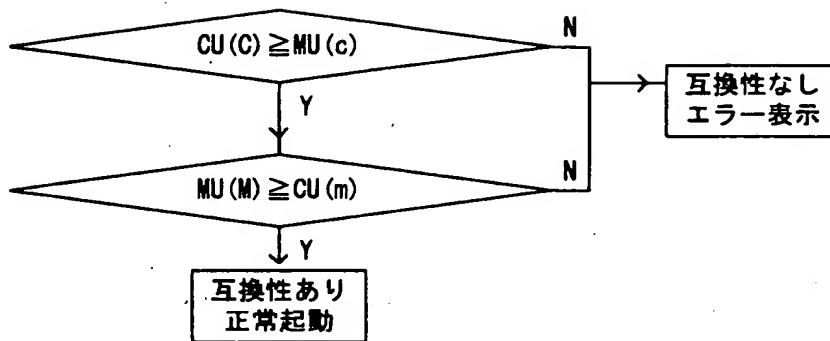 CU(C)≧MU(c)
N
Y
互換性なし
エラー表示
MU(M)≧CU(m)
N
Y
互換性あり
正常起動